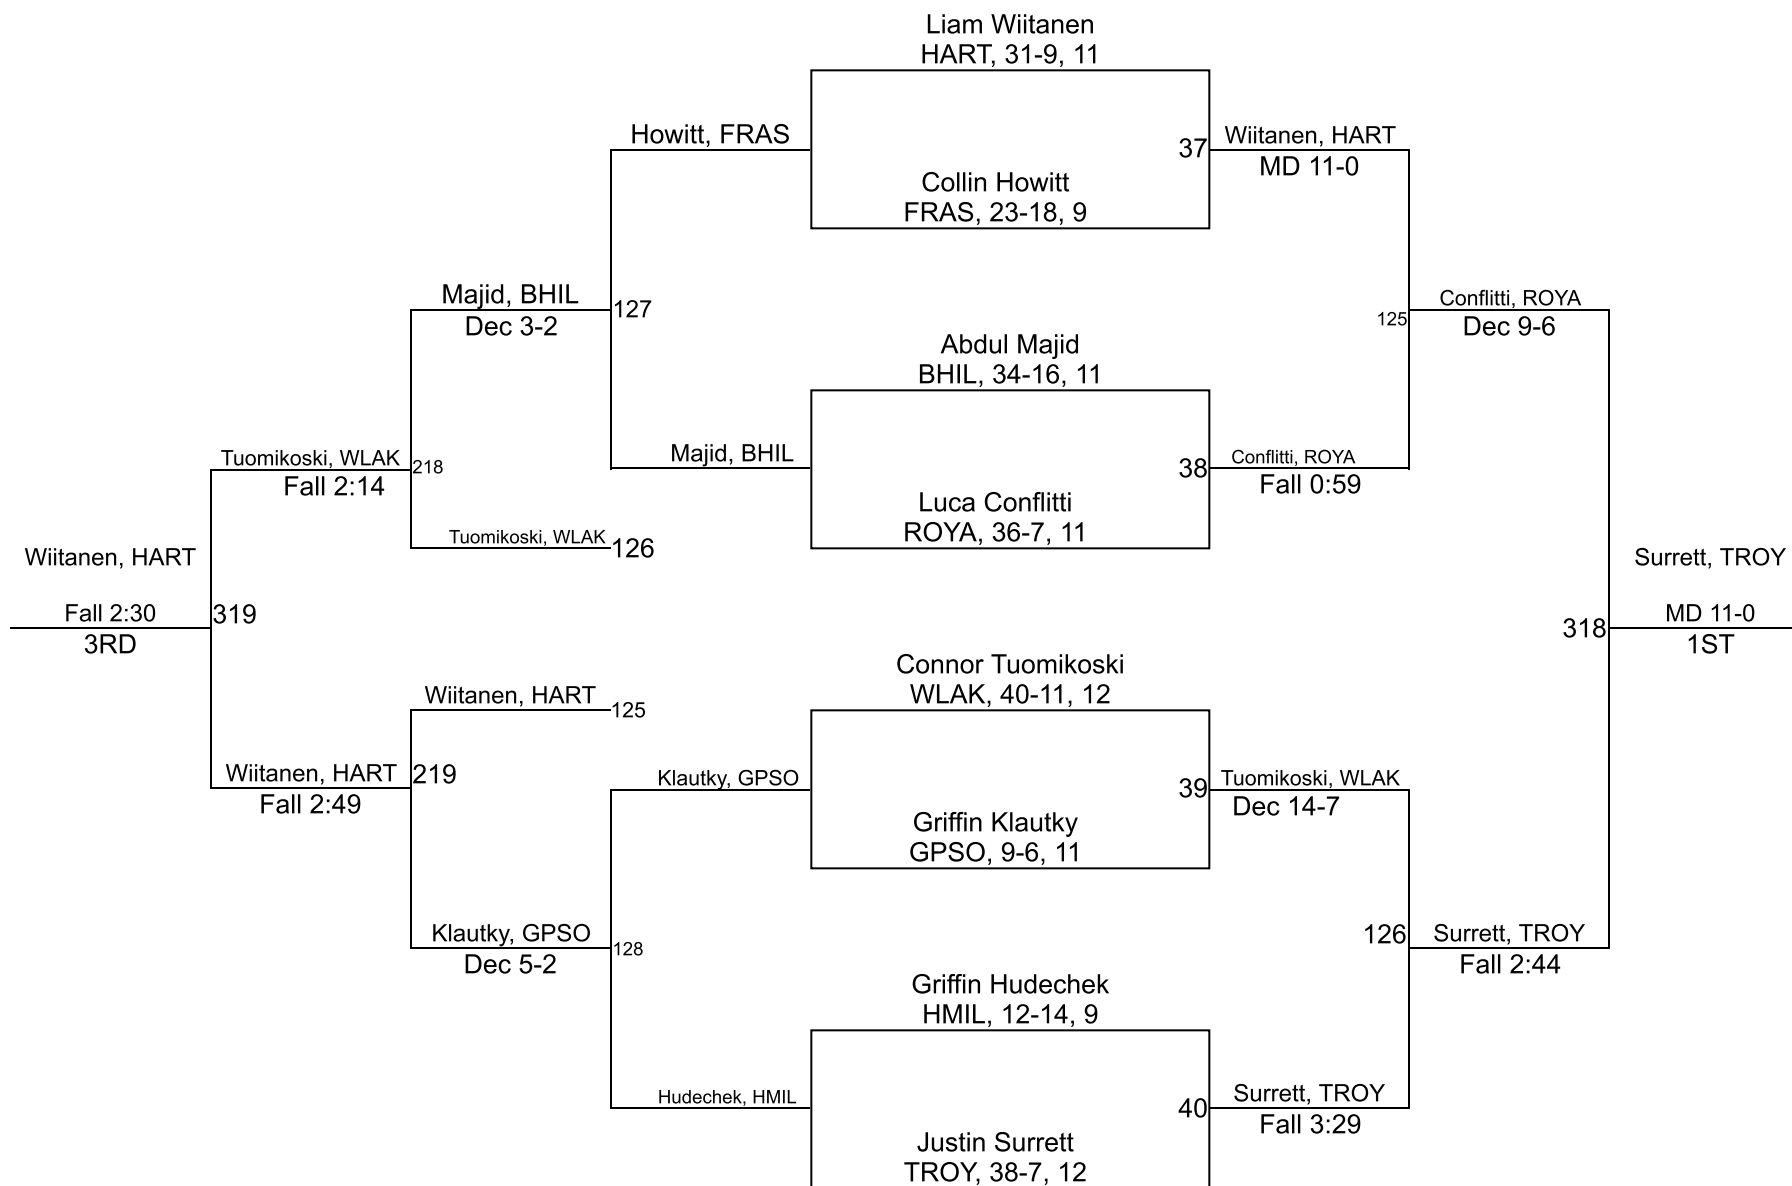 Liam Wiitanen
HART, 31-9, 11
Howitt, FRAS
37
Wiitanen, HART
MD 11-0
Collin Howitt
FRAS, 23-18, 9
Majid, BHIL
Dec 3-2
127
125
Conflitti, ROYA
Dec 9-6
Abdul Majid
BHIL, 34-16, 11
Tuomikoski, WLAK
Fall 2:14
218
Majid, BHIL
38
Conflitti, ROYA
Fall 0:59
Luca Conflitti
ROYA, 36-7, 11
Tuomikoski, WLAK
126
Wiitanen, HART
Fall 2:30
3RD
319
318
Surrett, TROY
MD 11-0
1ST
Connor Tuomikoski
WLAK, 40-11, 12
Wiitanen, HART
125
Wiitanen, HART
Fall 2:49
219
Klautky, GPSO
39
Tuomikoski, WLAK
Dec 14-7
Griffin Klautky
GPSO, 9-6, 11
Klautky, GPSO
Dec 5-2
128
126
Surrett, TROY
Fall 2:44
Griffin Hudechek
HMIL, 12-14, 9
Hudechek, HMIL
40
Surrett, TROY
Fall 3:29
Justin Surrett
TROY, 38-7, 12